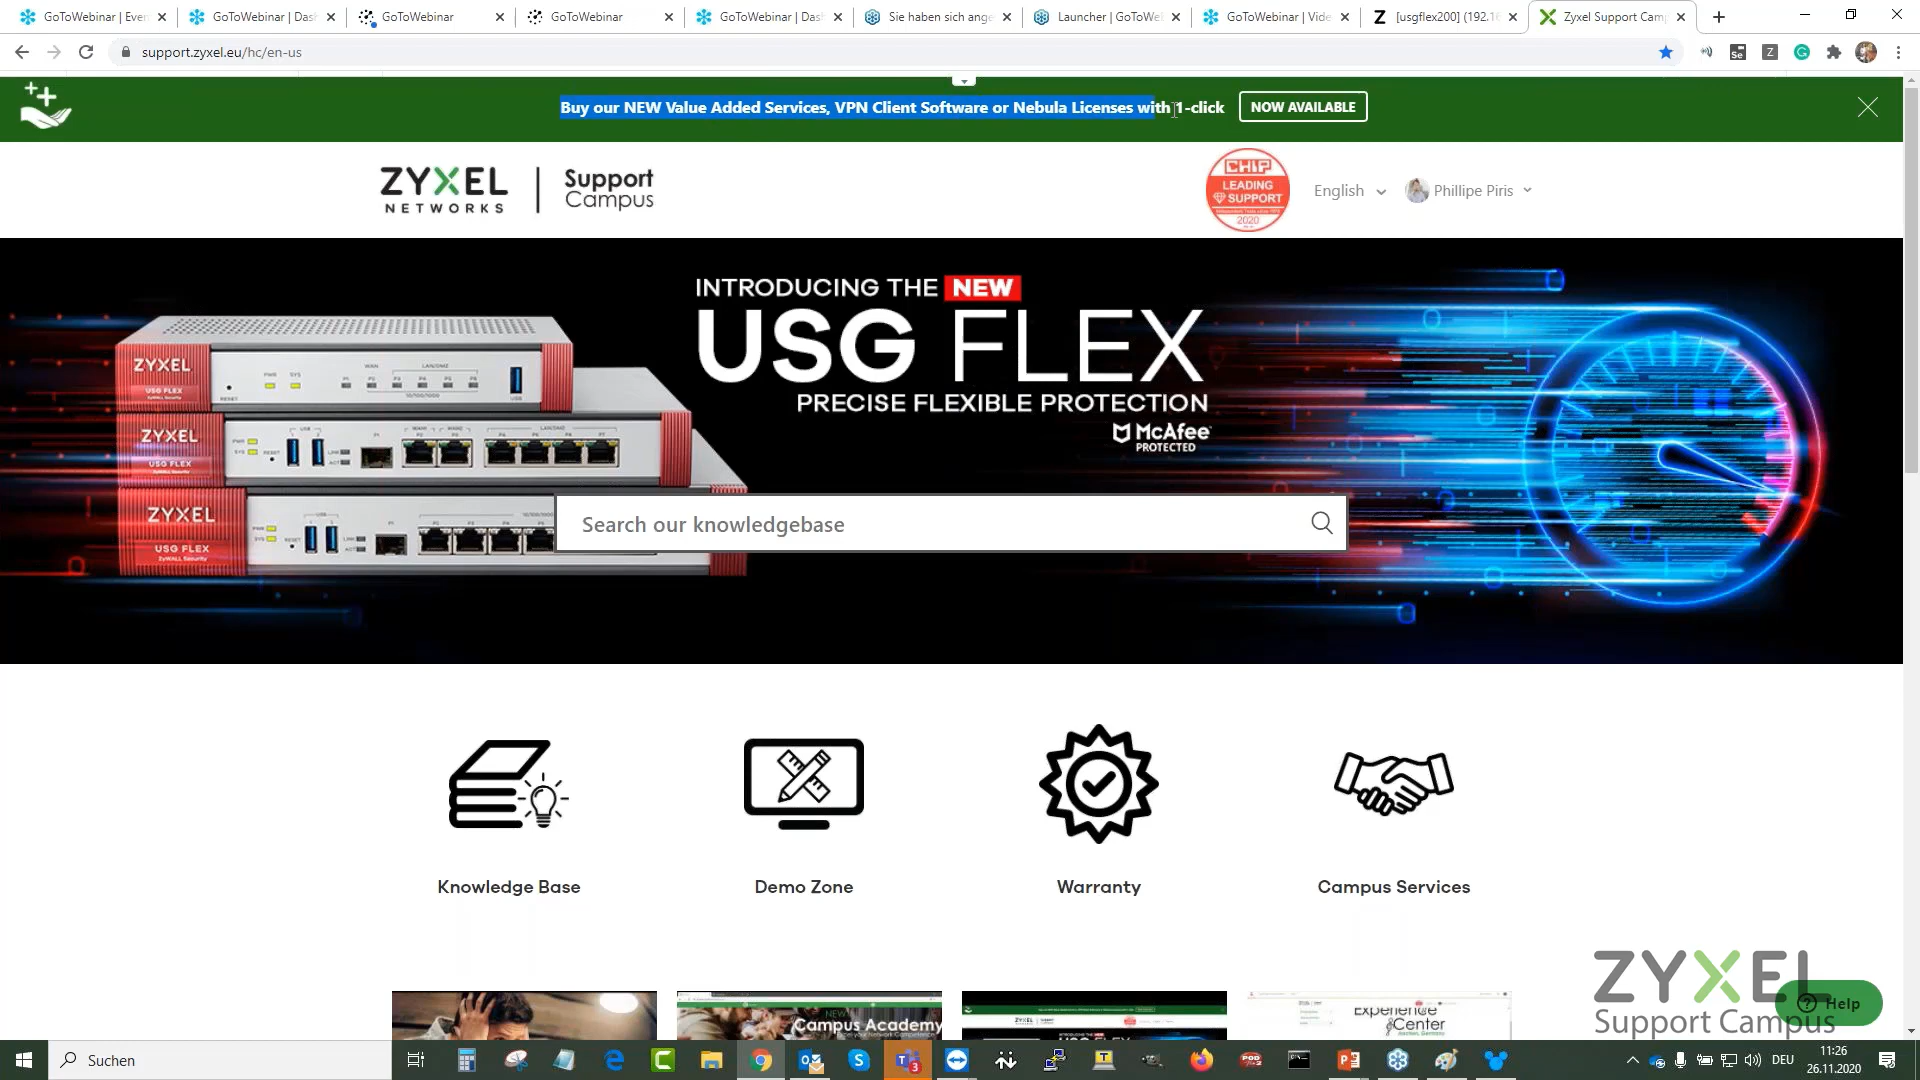 GoToWebinar | Even
GoToWebinar | Das
GoToWebinar
GoToWebinar
GoToWebinar | Das
Sie haben sich ange
Launcher | GoToWe
GoToWebinar | Vide
[usgflex200] (192.16
Zyxel Support Cam
support.zyxel.eu/hc/en-us
Buy our NEW Value Added Services, VPN Client Software or Nebula Licenses with 1-click
NOW AVAILABLE
ZYXEL
NETWORKS
Support
Campus
CHIP
LEADING
SUPPORT
2020
English
Phillipe Piris
INTRODUCING THE NEW
USG FLEX
PRECISE FLEXIBLE PROTECTION
McAfee
PROTECTED
ZYXEL
USG FLEX
ZYXEL
USG FLEX
ZYXEL
USG FLEX
Search our knowledgebase
Knowledge Base
Demo Zone
Warranty
Campus Services
Campus Academy
Experience
Center
ZYXEL
Support Campus
Help
Suchen
DEU
11:26
26.11.2020